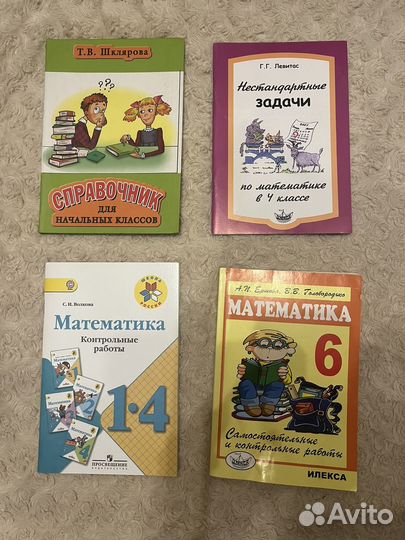 Т.В. Шклярова
???
СПРАВОЧНИК
ДЛЯ
НАЧАЛЬНЫХ КЛАССОВ
Г. Г. Левитас
Нестандартные
ЗАДАЧИ
по математике
в 4 классе
С. И. Волкова
ШКОЛА
РОССИИ
Математика
Контрольные
работы
1·4
ПРОСВЕЩЕНИЕ
ИЗДАТЕЛЬСТВО
А.П. Ершова, В.В. Голобородько
МАТЕМАТИКА
6
Самостоятельные
и контрольные работы
ИЛЕКСА
Avito